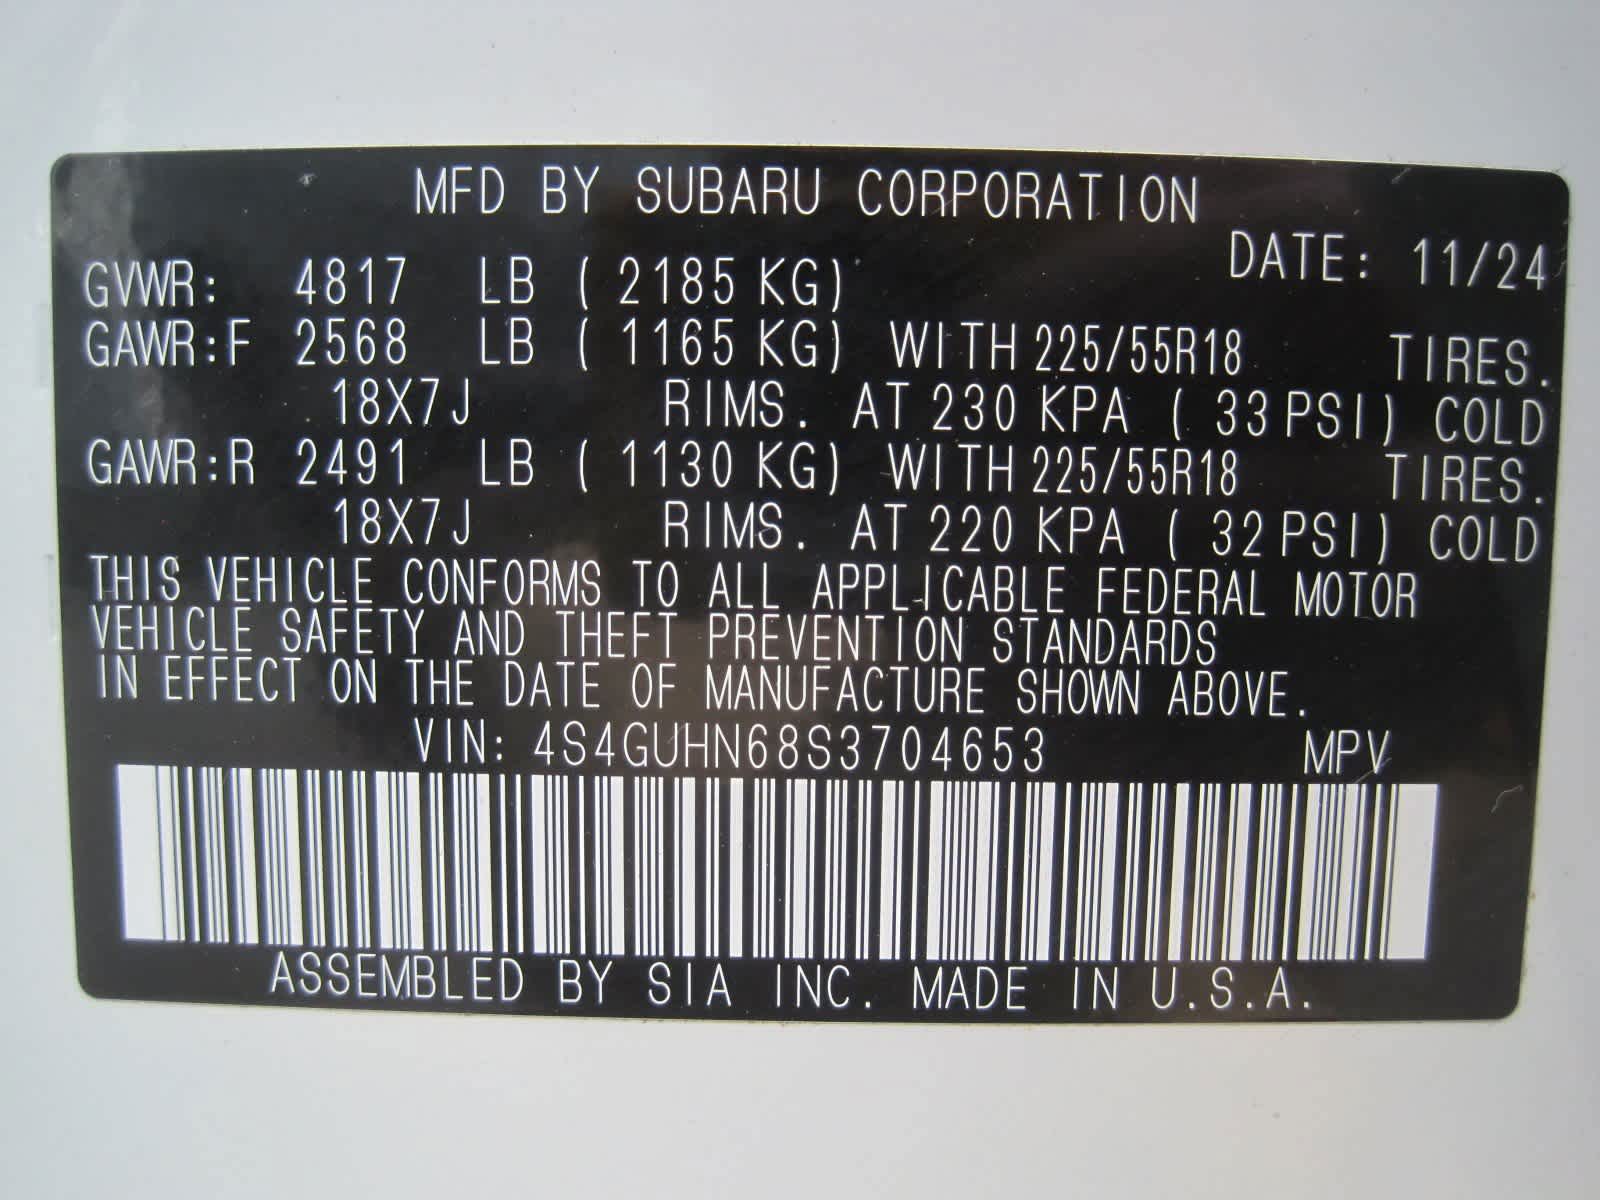 MFD BY SUBARU CORPORATION
DATE: 11/24
GVWR: 4817 LB ( 2185 KG)
GAWR:F 2568 LB ( 1165 KG) WITH 225/55R18 TIRES.
18X7J RIMS. AT 230 KPA ( 33 PSI) COLD
GAWR:R 2491 LB ( 1130 KG) WITH 225/55R18 TIRES.
18X7J RIMS. AT 220 KPA ( 32 PSI) COLD
THIS VEHICLE CONFORMS TO ALL APPLICABLE FEDERAL MOTOR
VEHICLE SAFETY AND THEFT PREVENTION STANDARDS
IN EFFECT ON THE DATE OF MANUFACTURE SHOWN ABOVE.
VIN: 4S4GUHN68S3704653 MPV
ASSEMBLED BY SIA INC. MADE IN U.S.A.